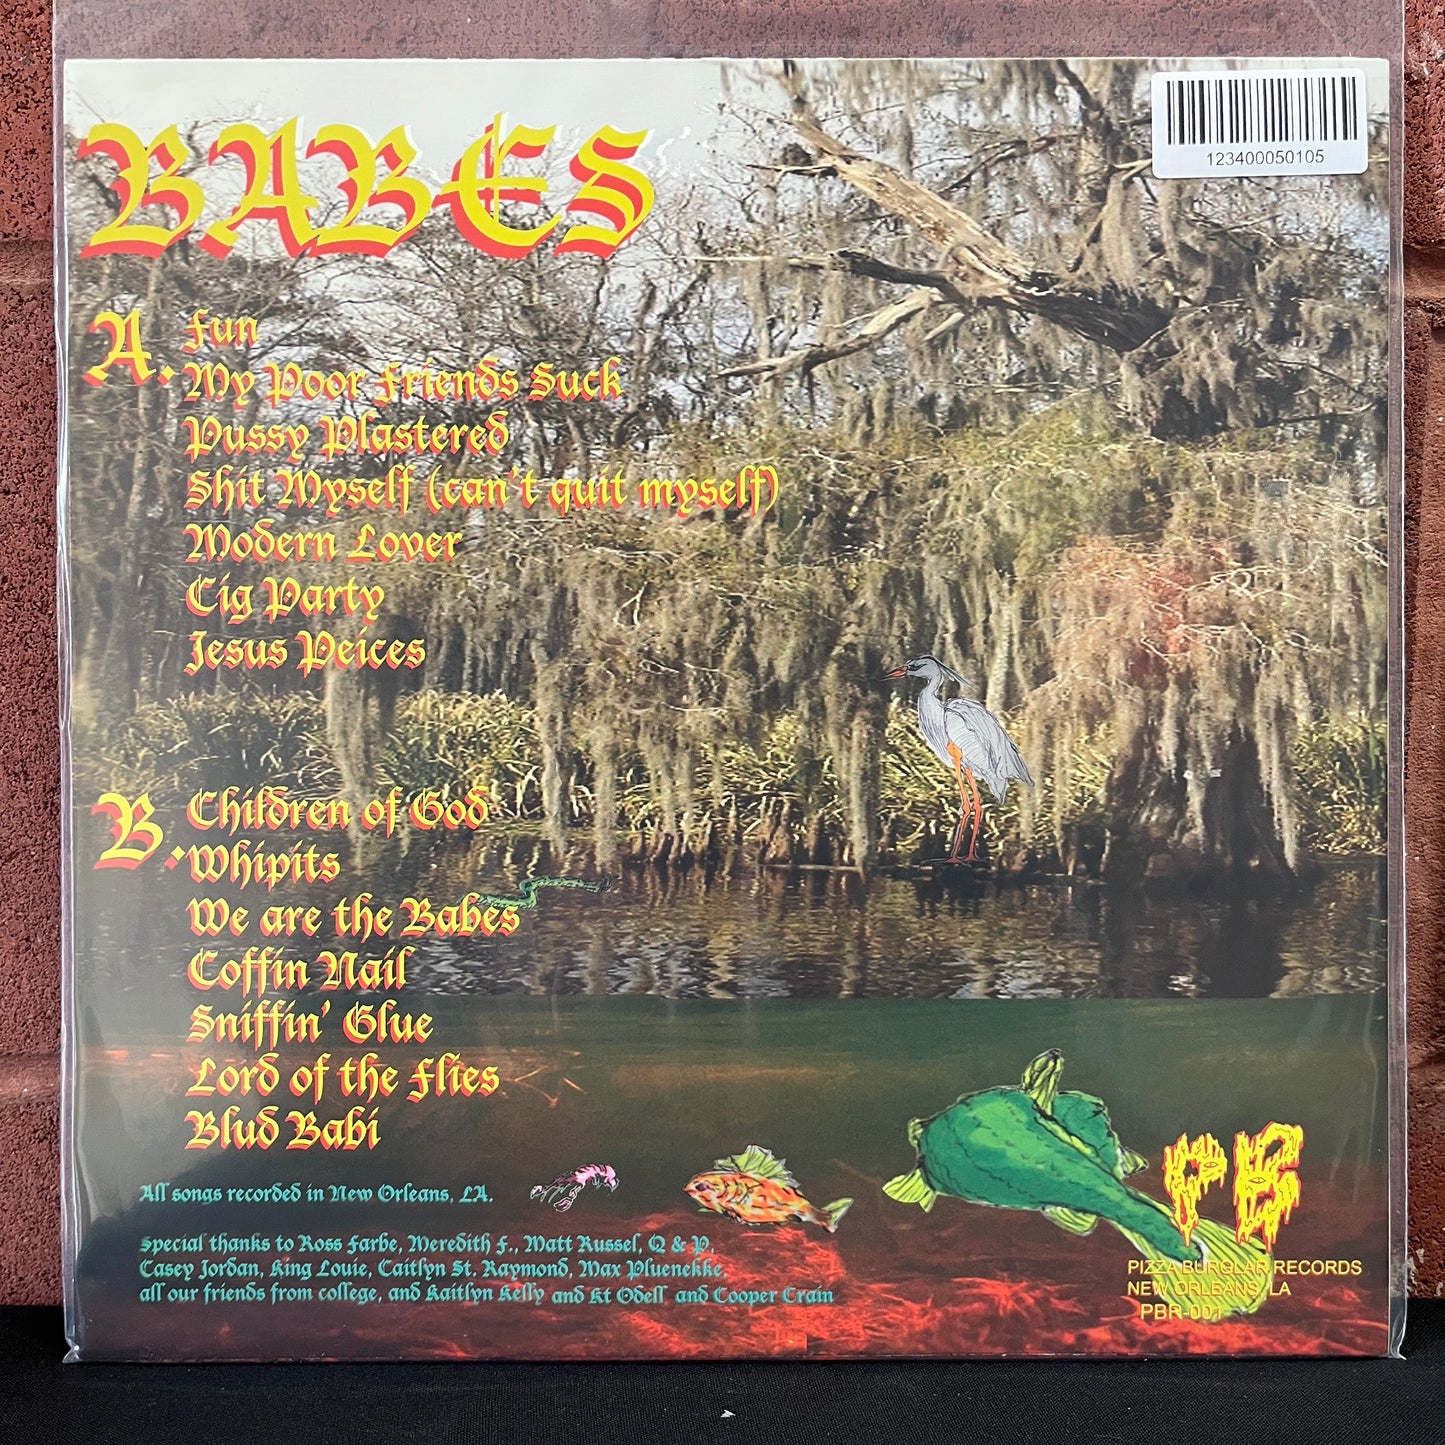 123400050105
BABES
A.
Fun
My Poor Friends Suck
Pussy Plastered
Shit Myself (can't quit myself)
Modern Lover
Cig Party
Jesus Peices
B.
Children of God
Whipits
We are the Babes
Coffin Nail
Sniffin' Glue
Lord of the Flies
Blud Babi
All songs recorded in New Orleans, LA.
Special thanks to Ross Farbe, Meredith F., Matt Russel, Q & P,
Casey Jordan, King Louie, Caitlyn St. Raymond, Max Pluenekke,
all our friends from college, and Kaitlyn Kelly and Kt Odell and Cooper Crain
PB
PIZZA BURGLAR RECORDS
NEW ORLEANS, LA
PBR-001